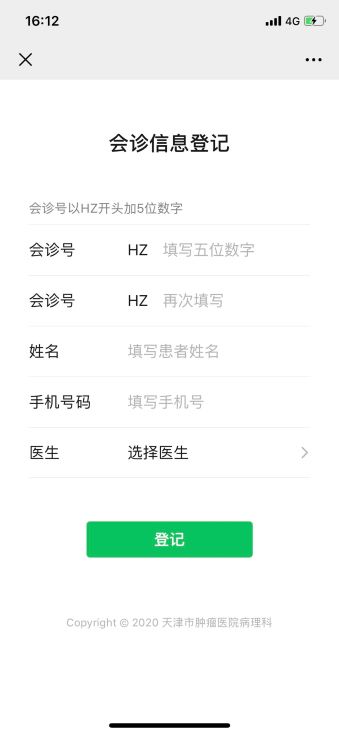 16:12
4G
会诊信息登记
会诊号以HZ开头加5位数字
会诊号 HZ 填写五位数字
会诊号 HZ 再次填写
姓名 填写患者姓名
手机号码 填写手机号
医生 选择医生
登记
Copyright © 2020 天津市肿瘤医院病理科